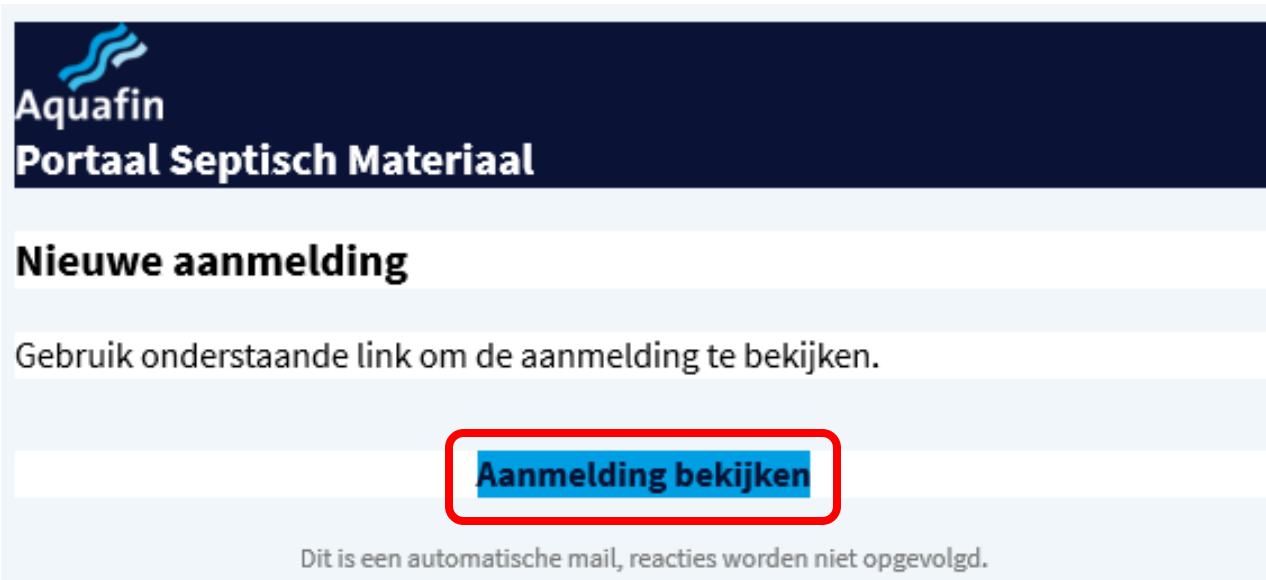 Aquafin
Portaal Septisch Materiaal
Nieuwe aanmelding
Gebruik onderstaande link om de aanmelding te bekijken.
Aanmelding bekijken
Dit is een automatische mail, reacties worden niet opgevolgd.